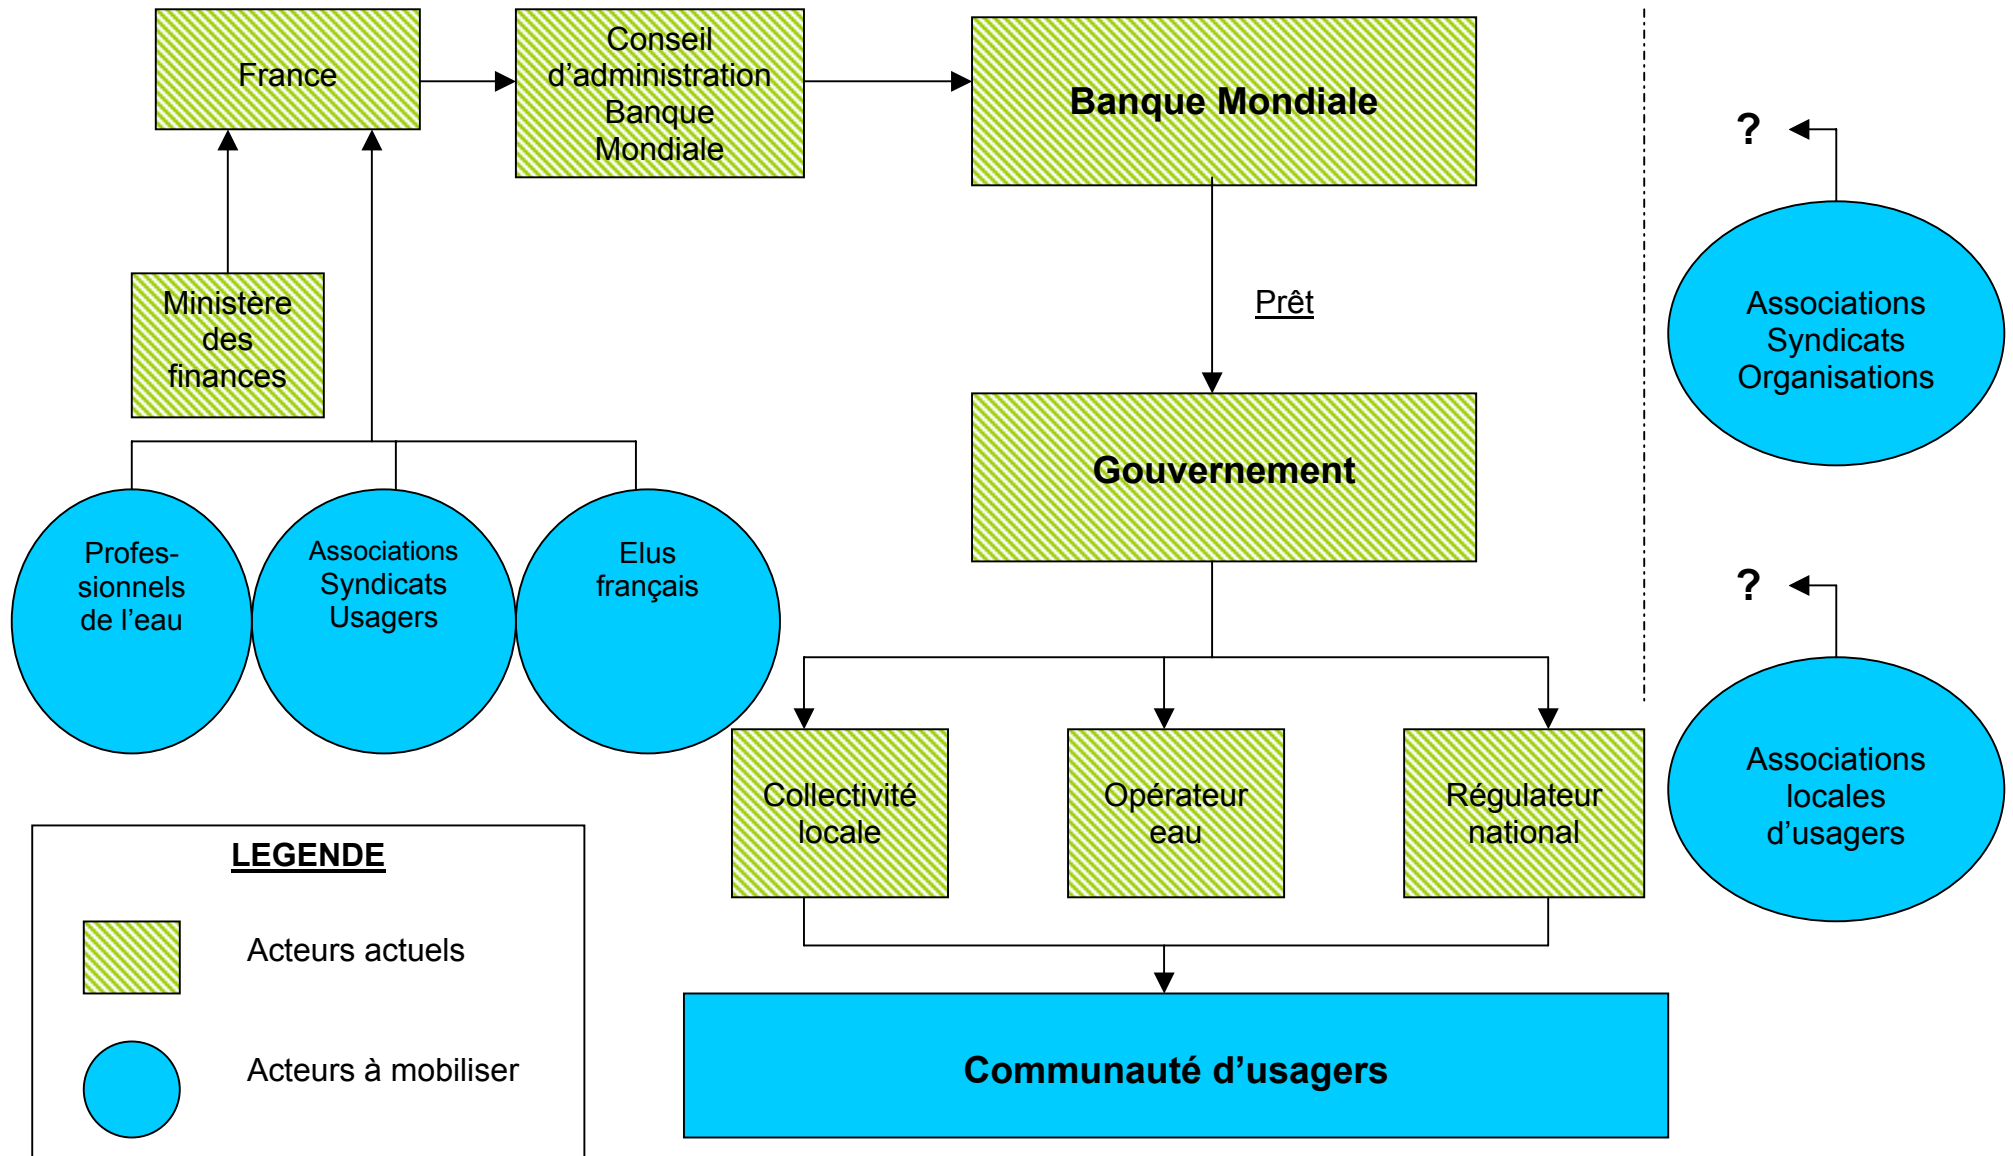 France
Conseil
d’administration
Banque
Mondiale
Banque Mondiale
?
Associations
Syndicats
Organisations
Ministère
des
finances
Prêt
Gouvernement
Profes-
sionnels
de l’eau
Associations
Syndicats
Usagers
Elus
français
?
Associations
locales
d’usagers
Collectivité
locale
Opérateur
eau
Régulateur
national
LEGENDE
Acteurs actuels
Acteurs à mobiliser
Communauté d’usagers